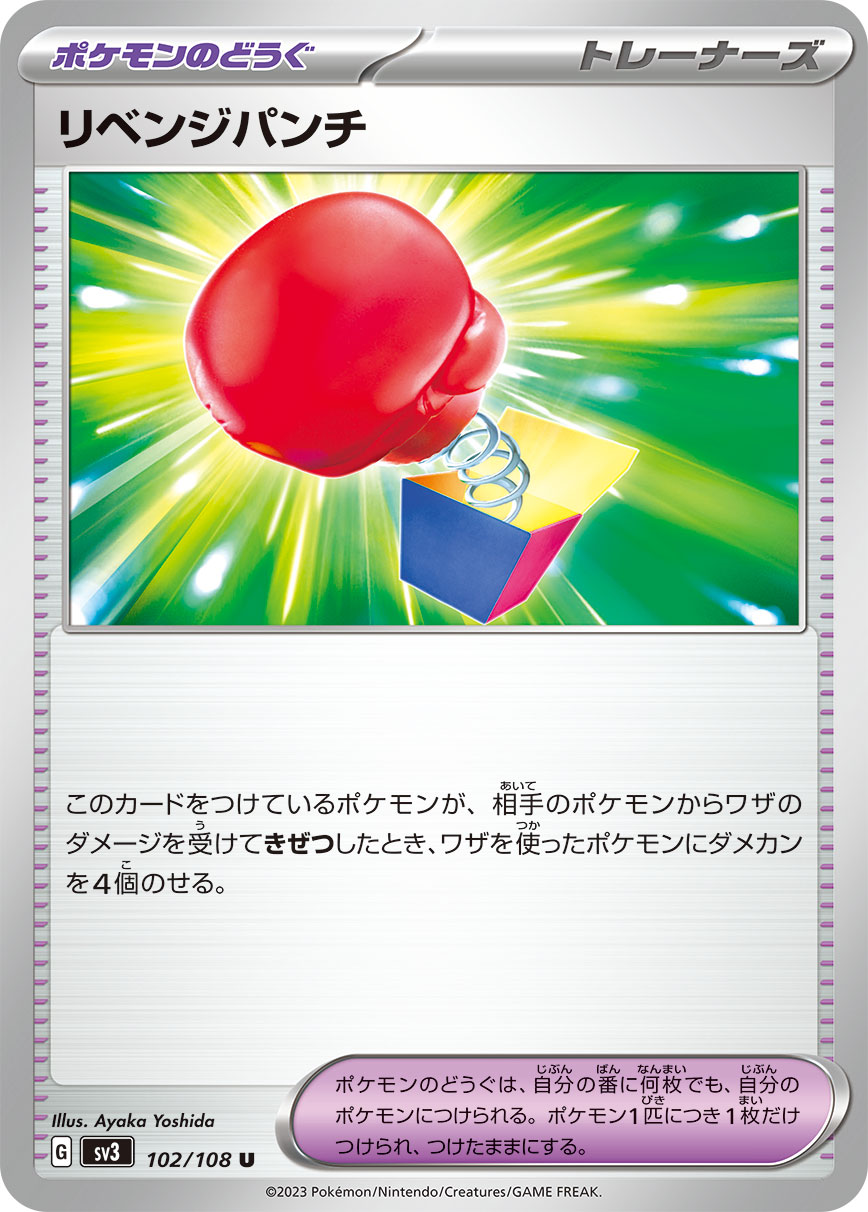 ポケモンのどうぐ
トレーナーズ
リベンジパンチ
このカードをつけているポケモンが、相手のポケモンからワザの
ダメージを受けてきぜつしたとき、ワザを使ったポケモンにダメカン
を4個のせる。
ポケモンのどうぐは、自分の番に何枚でも、自分の
ポケモンにつけられる。ポケモン1匹につき1枚だけ
つけられ、つけたままにする。
Illus. Ayaka Yoshida
G SV3 102/108 U
©2023 Pokémon/Nintendo/Creatures/GAME FREAK.